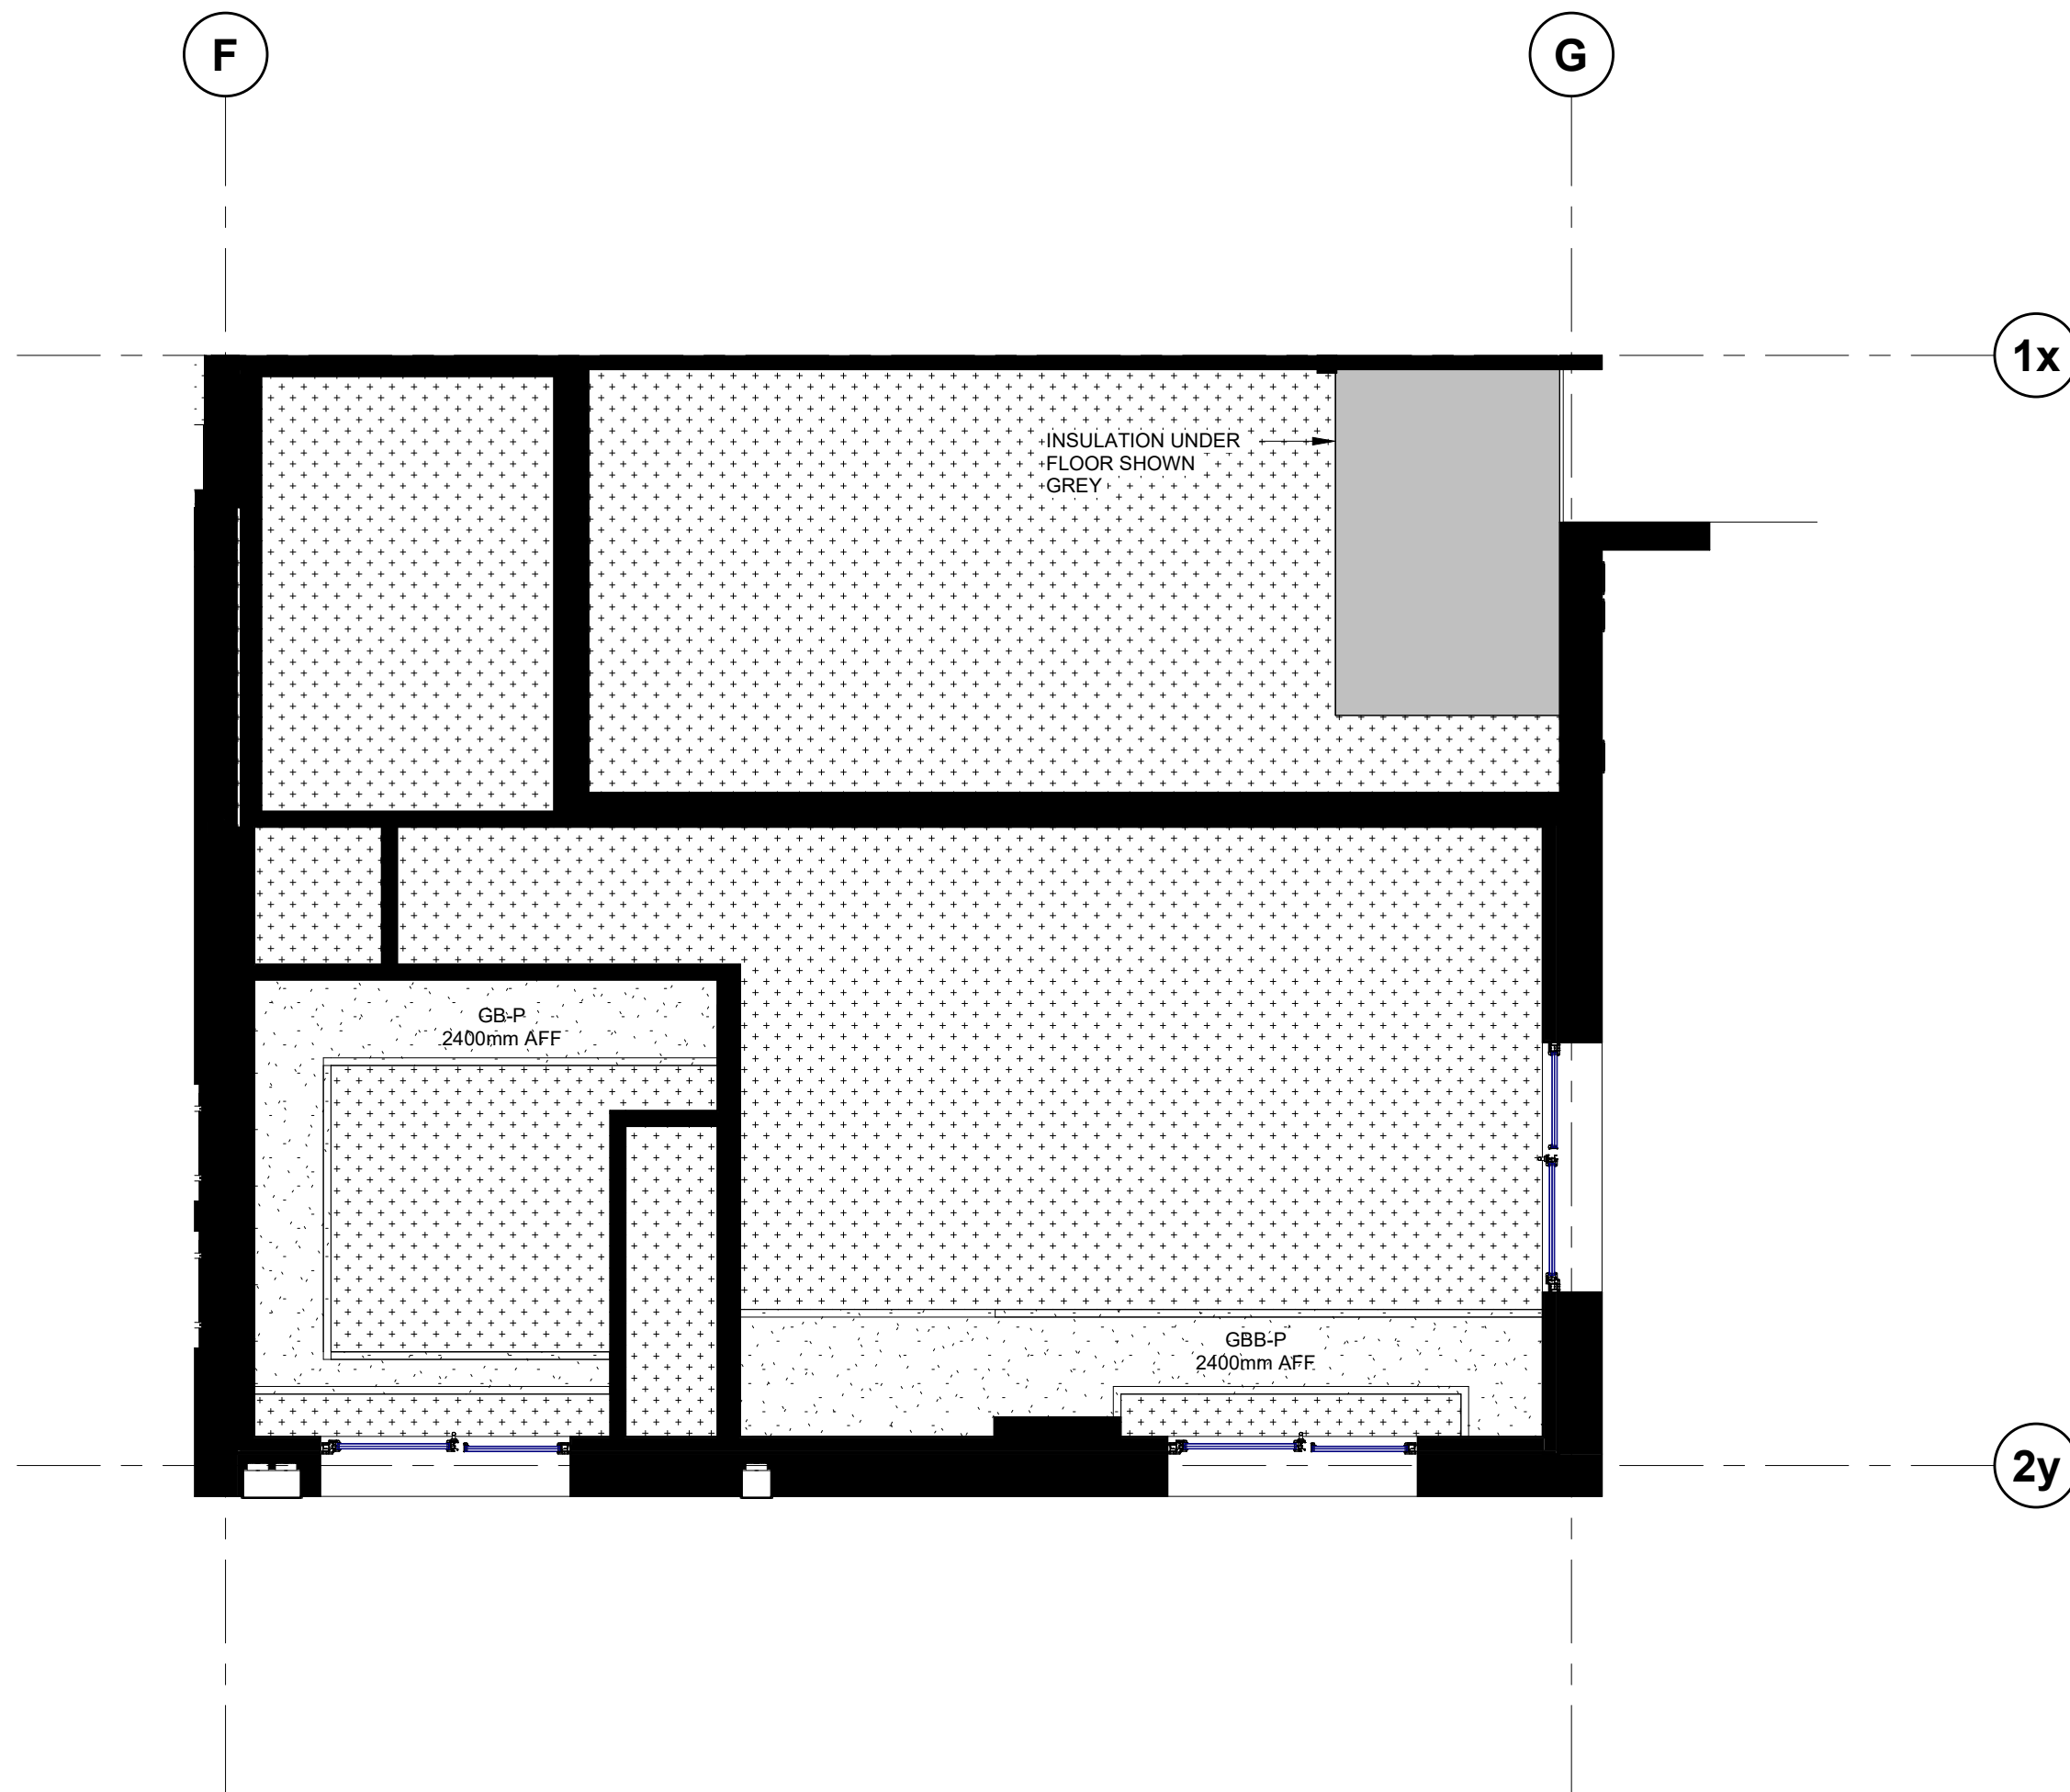 F
G
1x
INSULATION UNDER
FLOOR SHOWN
GREY
GB-P
2400mm AFF
GBB-P
2400mm AFF
2y